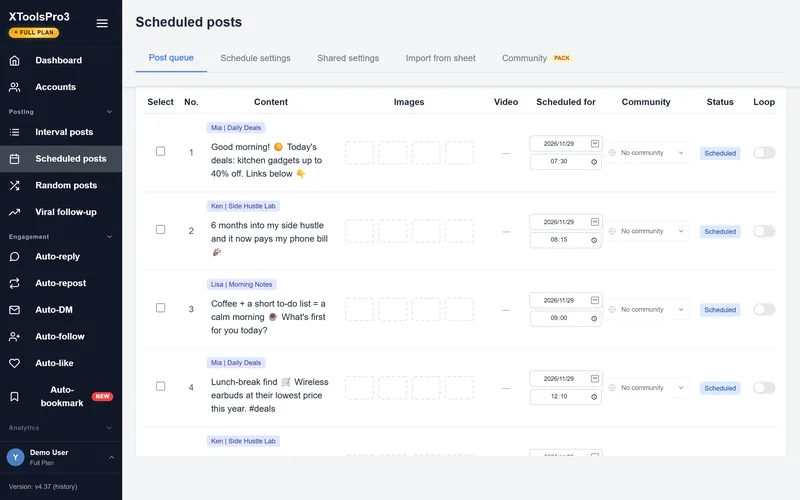 XToolsPro3
+ FULL PLAN
Dashboard
Accounts
Posting
Interval posts
Scheduled posts
Random posts
Viral follow-up
Engagement
Auto-reply
Auto-repost
Auto-DM
Auto-follow
Auto-like
Auto-
bookmark
NEW
Analytics
Y
Demo User
Full Plan
Version: v4.37 (history)
Scheduled posts
Post queue
Schedule settings
Shared settings
Import from sheet
Community
PACK
Select No. Content Images Video Scheduled for Community Status Loop
Mia | Daily Deals
1
Good morning! 😊 Today's
deals: kitchen gadgets up to
40% off. Links below 👇
—
2026/11/29
07:30
No community
Scheduled
Ken | Side Hustle Lab
2
6 months into my side hustle
and it now pays my phone bill
🎉
—
2026/11/29
08:15
No community
Scheduled
Lisa | Morning Notes
3
Coffee + a short to-do list = a
calm morning ☕ What's first
for you today?
—
2026/11/29
09:00
No community
Scheduled
Mia | Daily Deals
4
Lunch-break find 🛒 Wireless
earbuds at their lowest price
this year. #deals
—
2026/11/29
12:10
No community
Scheduled
Ken | Side Hustle Lab